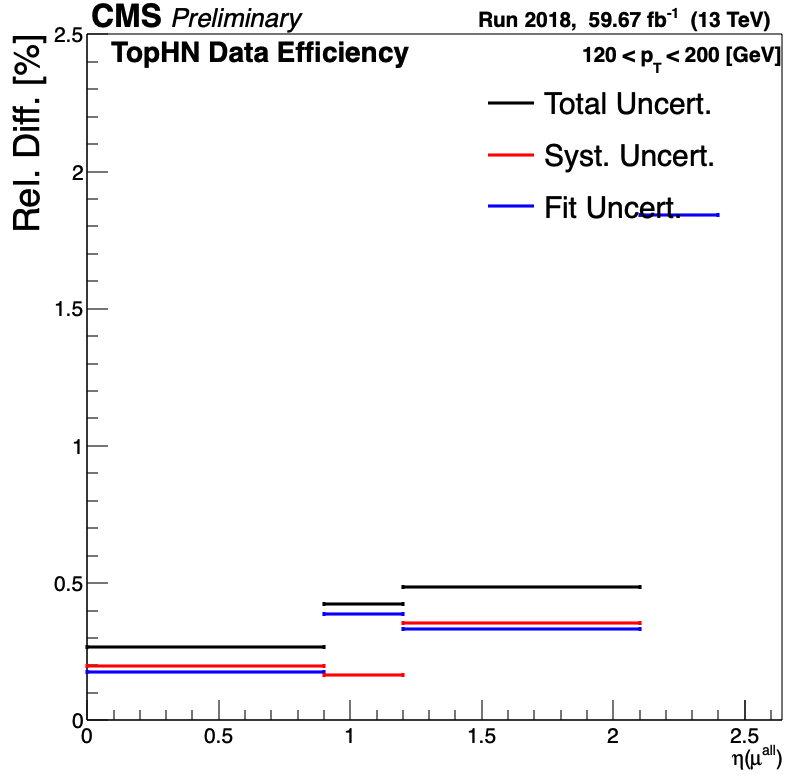 CMS Preliminary Run 2018, 59.67 fb⁻¹ (13 TeV)
TopHN Data Efficiency 120 < p_T < 200 [GeV]
Rel. Diff. [%]
Total Uncert.
Syst. Uncert.
Fit Uncert.
2.5
2
1.5
1
0.5
0
0 0.5 1 1.5 2 2.5
η(μ^all)